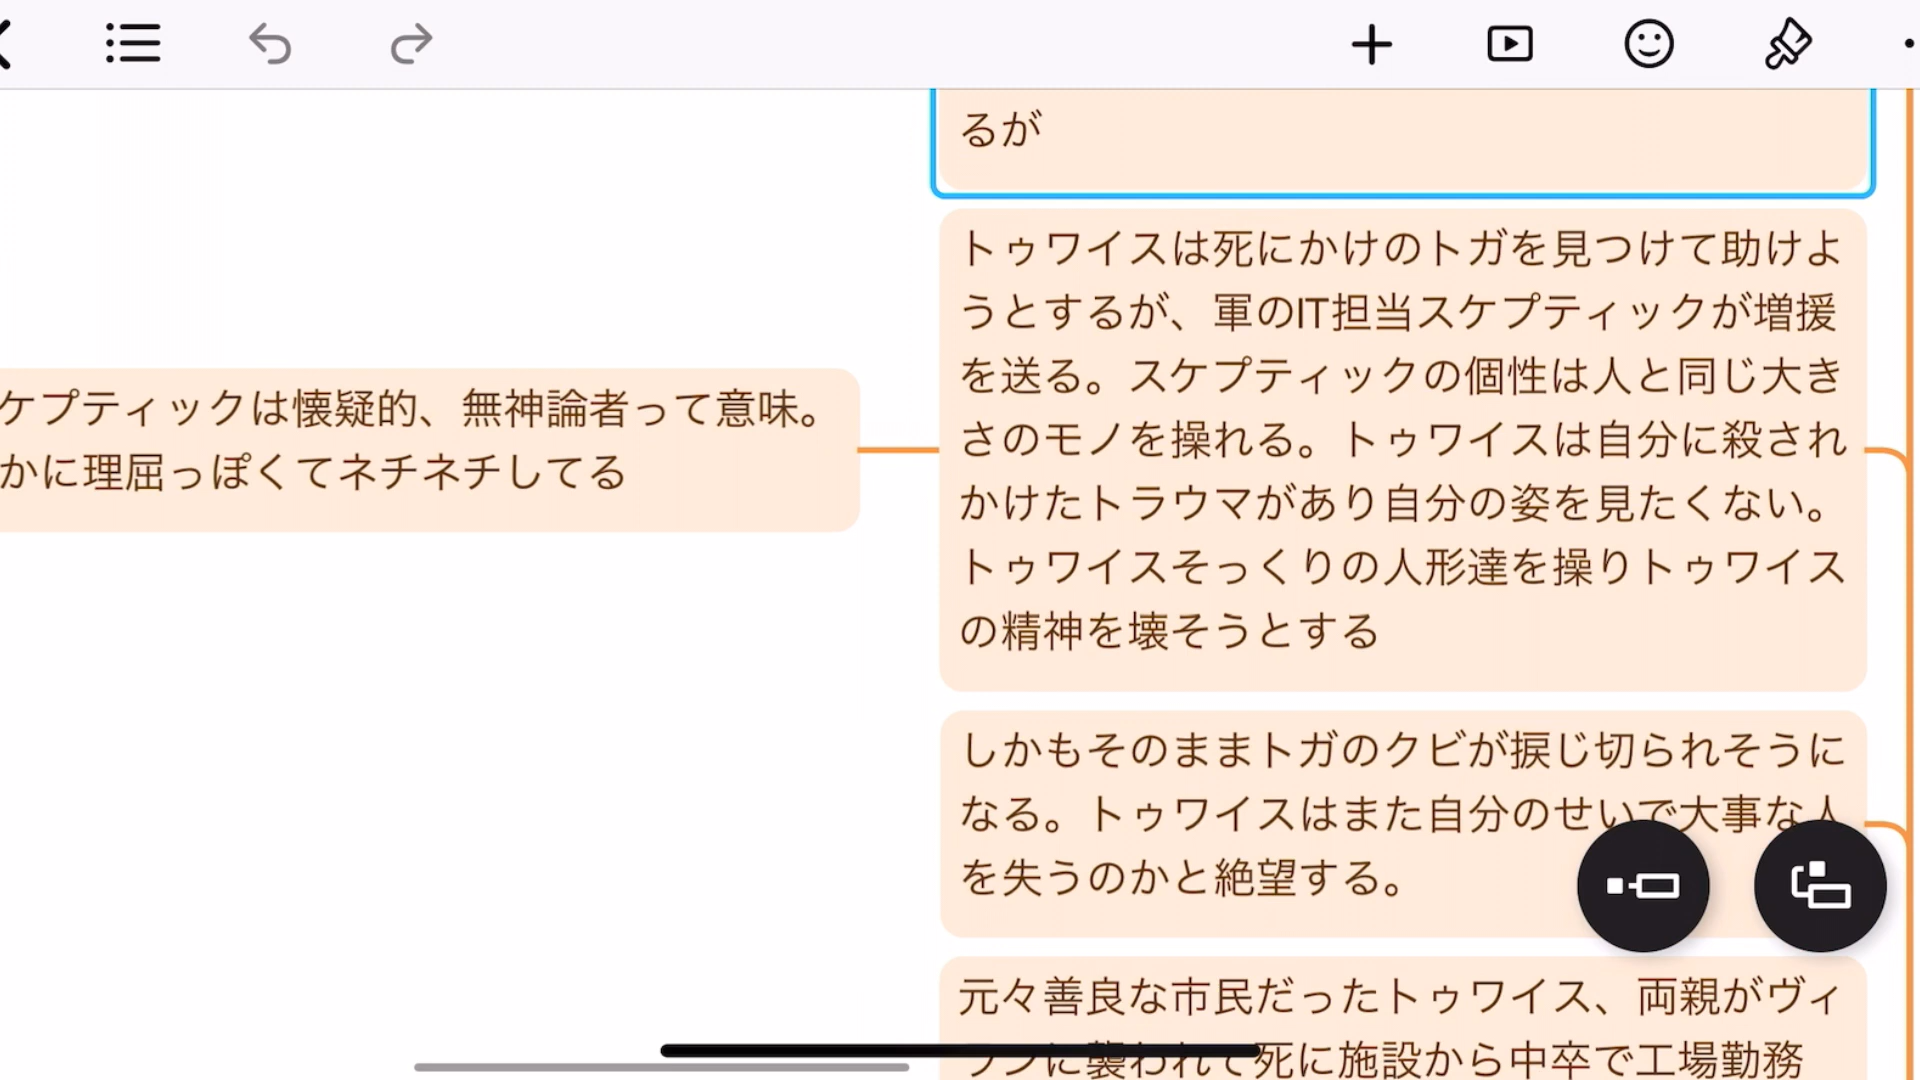 るが
トゥワイスは死にかけのトガを見つけて助けよ
うとするが、軍のIT担当スケプティックが増援
を送る。スケプティックの個性は人と同じ大き
さのモノを操れる。トゥワイスは自分に殺され
かけたトラウマがあり自分の姿を見たくない。
トゥワイスそっくりの人形達を操りトゥワイス
の精神を壊そうとする
ケプティックは懐疑的、無神論者って意味。
かに理屈っぽくてネチネチしてる
しかもそのままトガのクビが捩じ切られそうに
なる。トゥワイスはまた自分のせいで大事な人
を失うのかと絶望する。
元々善良な市民だったトゥワイス、両親がヴィ
ランに襲われて死に施設から中卒で工場勤務